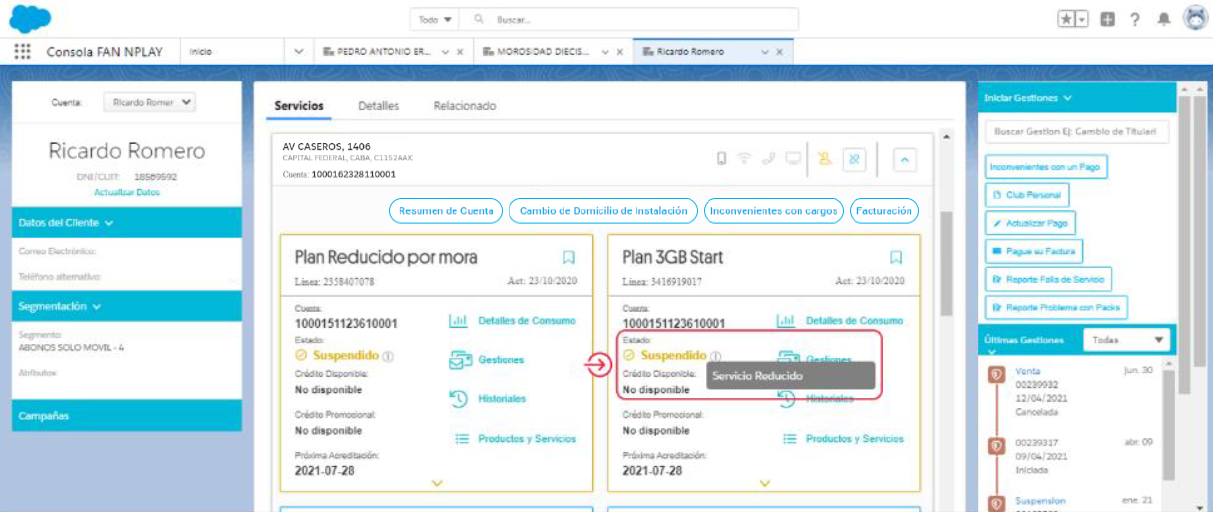 Todo
Buscar...
Consola FAN NPLAY
Inicio
PEDRO ANTONIO ER...
MOROSIDAD DIECIS...
Ricardo Romero
Cuenta:
Ricardo Romer
Ricardo Romero
DNI/CUIT: 18569592
Actualizar Datos
Datos del Cliente
Correo Electrónico:
Teléfono alternativo:
Segmentación
Segmento:
ABONOS SOLO MOVIL - 4
Atributos:
Campañas
Servicios
Detalles
Relacionado
AV CASEROS, 1406
CAPITAL FEDERAL, CABA, C1152AAX
Cuenta: 1000162328110001
Resumen de Cuenta
Cambio de Domicilio de Instalación
Inconvenientes con cargos
Facturación
Plan Reducido por mora
Línea: 2358407078
Act: 23/10/2020
Cuenta:
1000151123610001
Estado:
Suspendido
Crédito Disponible:
No disponible
Crédito Promocional:
No disponible
Próxima Acreditación:
2021-07-28
Detalles de Consumo
Gestiones
Historiales
Productos y Servicios
Plan 3GB Start
Línea: 3416919017
Act: 23/10/2020
Cuenta:
1000151123610001
Estado:
Suspendido
Crédito Disponible:
No disponible
Crédito Promocional:
No disponible
Próxima Acreditación:
2021-07-28
Detalles de Consumo
Gestiones
Servicio Reducido
Historiales
Productos y Servicios
Iniciar Gestiones
Buscar Gestion Ej: Cambio de Titulari
Inconvenientes con un Pago
Club Personal
Actualizar Pago
Pague su Factura
Reporte Falla de Servicio
Reporte Problema con Packs
Últimas Gestiones
Todas
Venta
jun. 30
00239932
12/04/2021
Cancelada
00239317
abr. 09
09/04/2021
Iniciada
Suspension
ene. 21